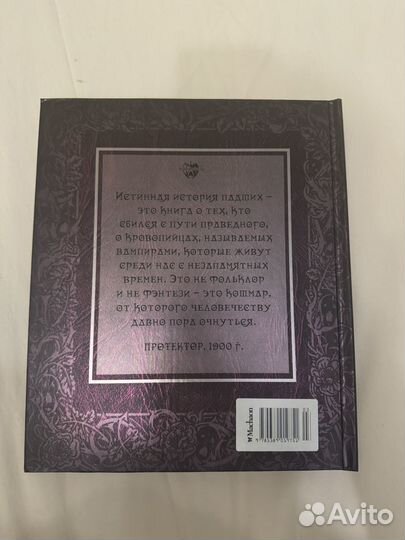 Истинная история падших –
это книга о тех, кто
сбился с пути праведного,
о кровопийцах, называемых
вампирами, которые живут
среди нас с незапамятных
времен. Это не фольклор
и не фэнтези – это кошмар,
от которого человечеству
давно пора очнуться.
Протектор, 1900 г.
Machaon
Avito